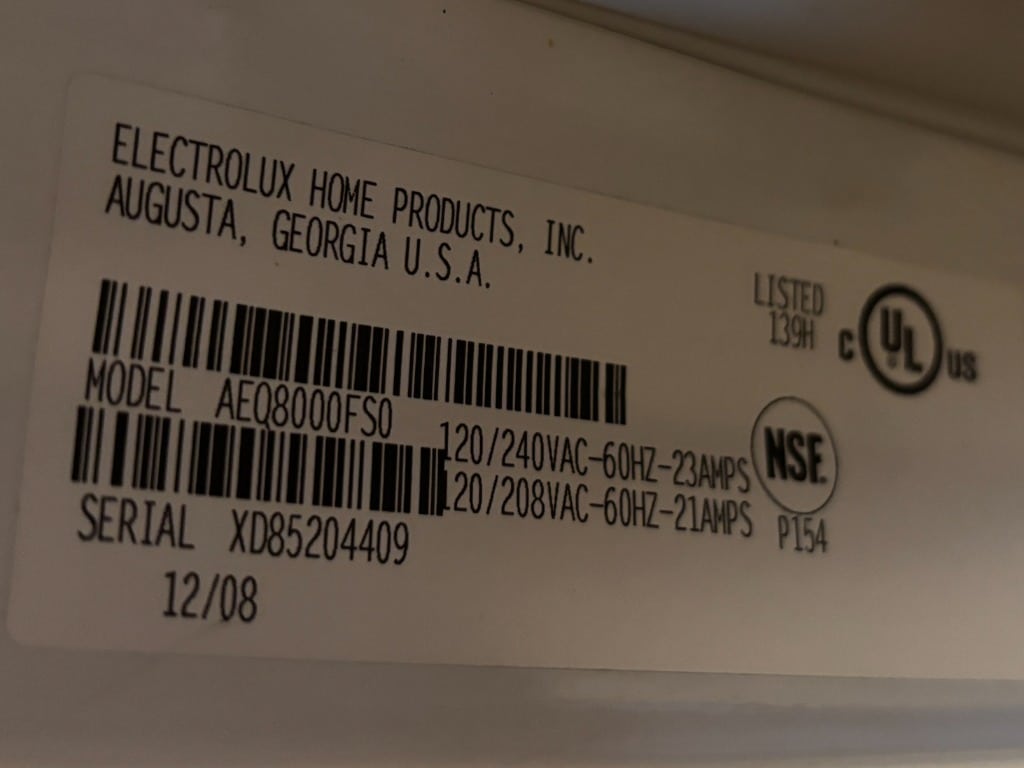 ELECTROLUX HOME PRODUCTS, INC.
AUGUSTA, GEORGIA U.S.A.
LISTED
139H
C UL US
MODEL AEQ8000FS0
120/240VAC-60HZ-23AMPS
120/208VAC-60HZ-21AMPS
NSF.
P154
SERIAL XD85204409
12/08